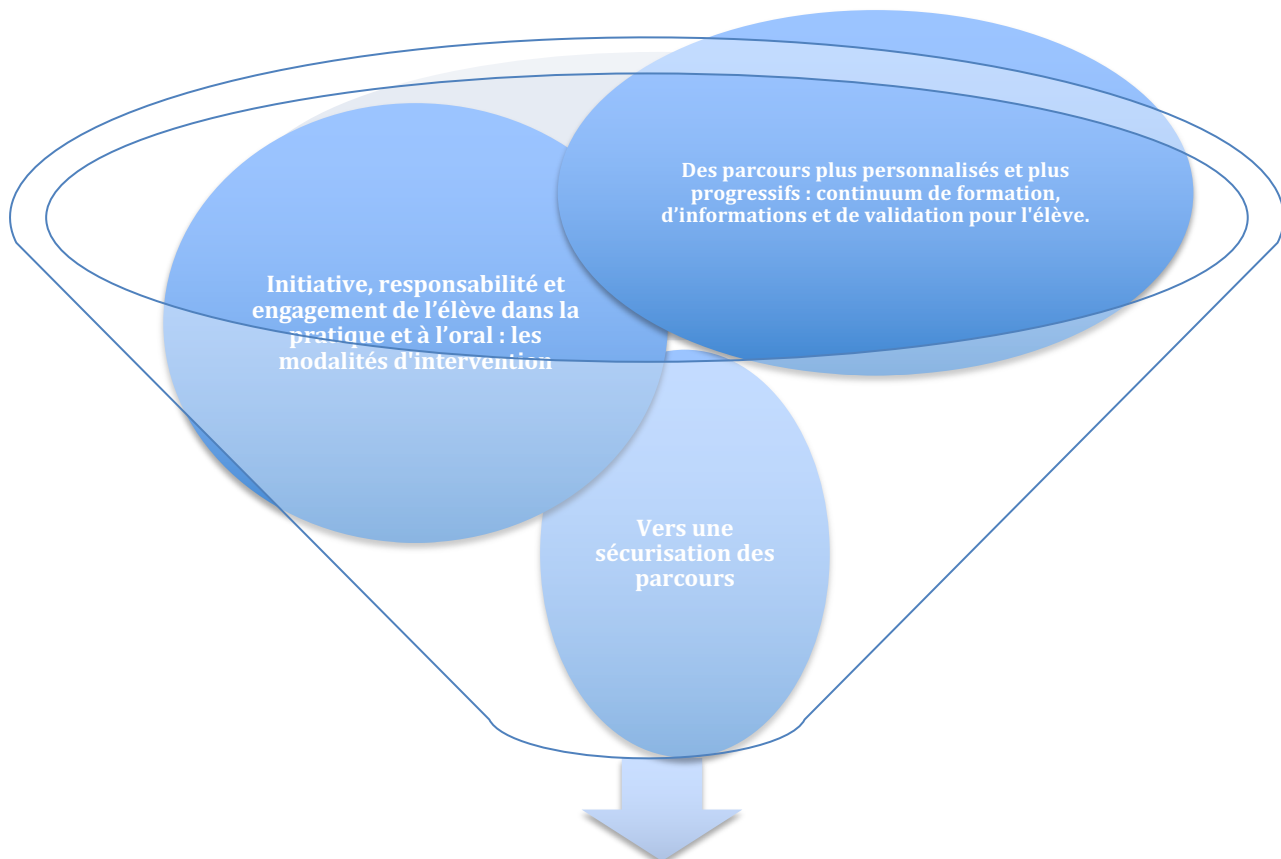 Des parcours plus personnalisés et plus
progressifs : continuum de formation,
d’informations et de validation pour l'élève.
Initiative, responsabilité et
engagement de l’élève dans la
pratique et à l’oral : les
modalités d'intervention
Vers une
sécurisation des
parcours